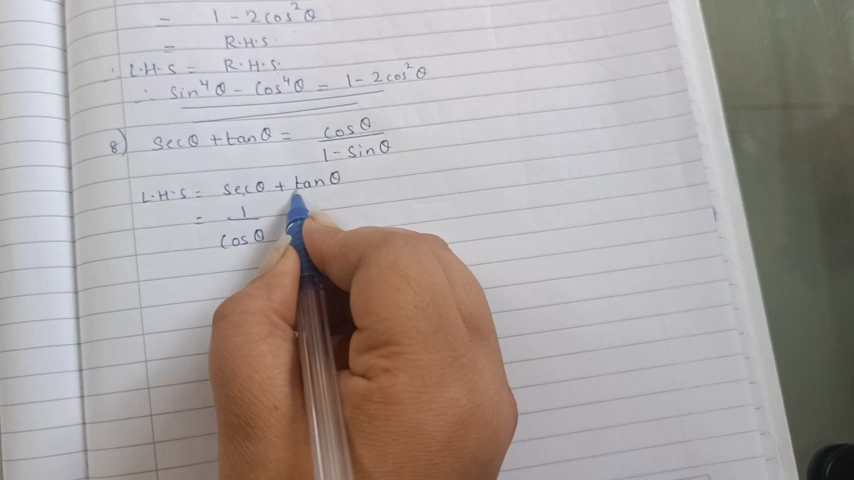 = 1 - 2cos²θ
= R.H.S.
∴ L.H.S = R.H.S.
∴ sin⁴θ - cos⁴θ = 1 - 2cos²θ
8) secθ + tanθ = cosθ / 1 - sinθ
L.H.S = secθ + tanθ
= 1 / cosθ